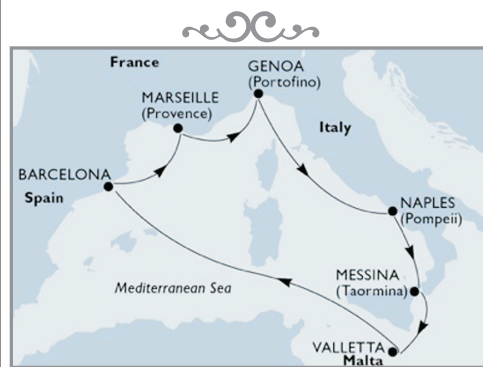 France
GENOA
(Portofino)
MARSEILLE
(Provence)
Italy
BARCELONA
Spain
NAPLES
(Pompeii)
MESSINA
(Taormina)
Mediterranean Sea
VALLETTA
Malta